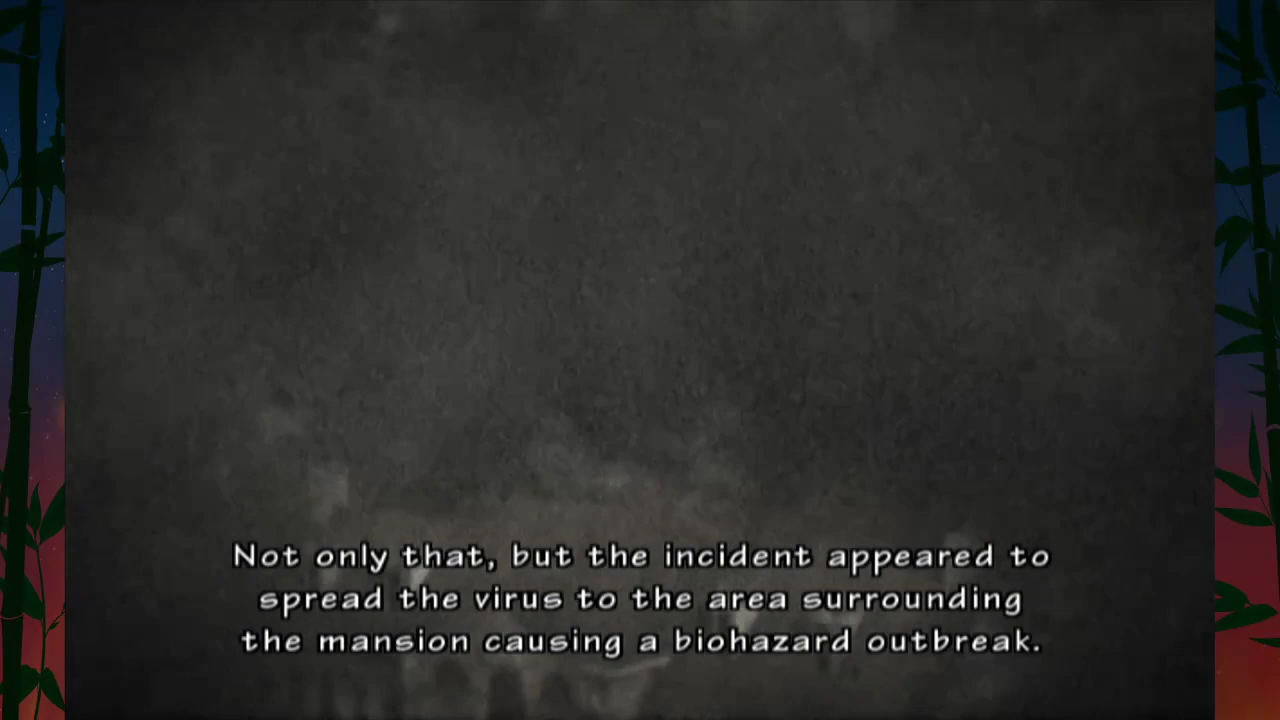 Not only that, but the incident appeared to
spread the virus to the area surrounding
the mansion causing a biohazard outbreak.